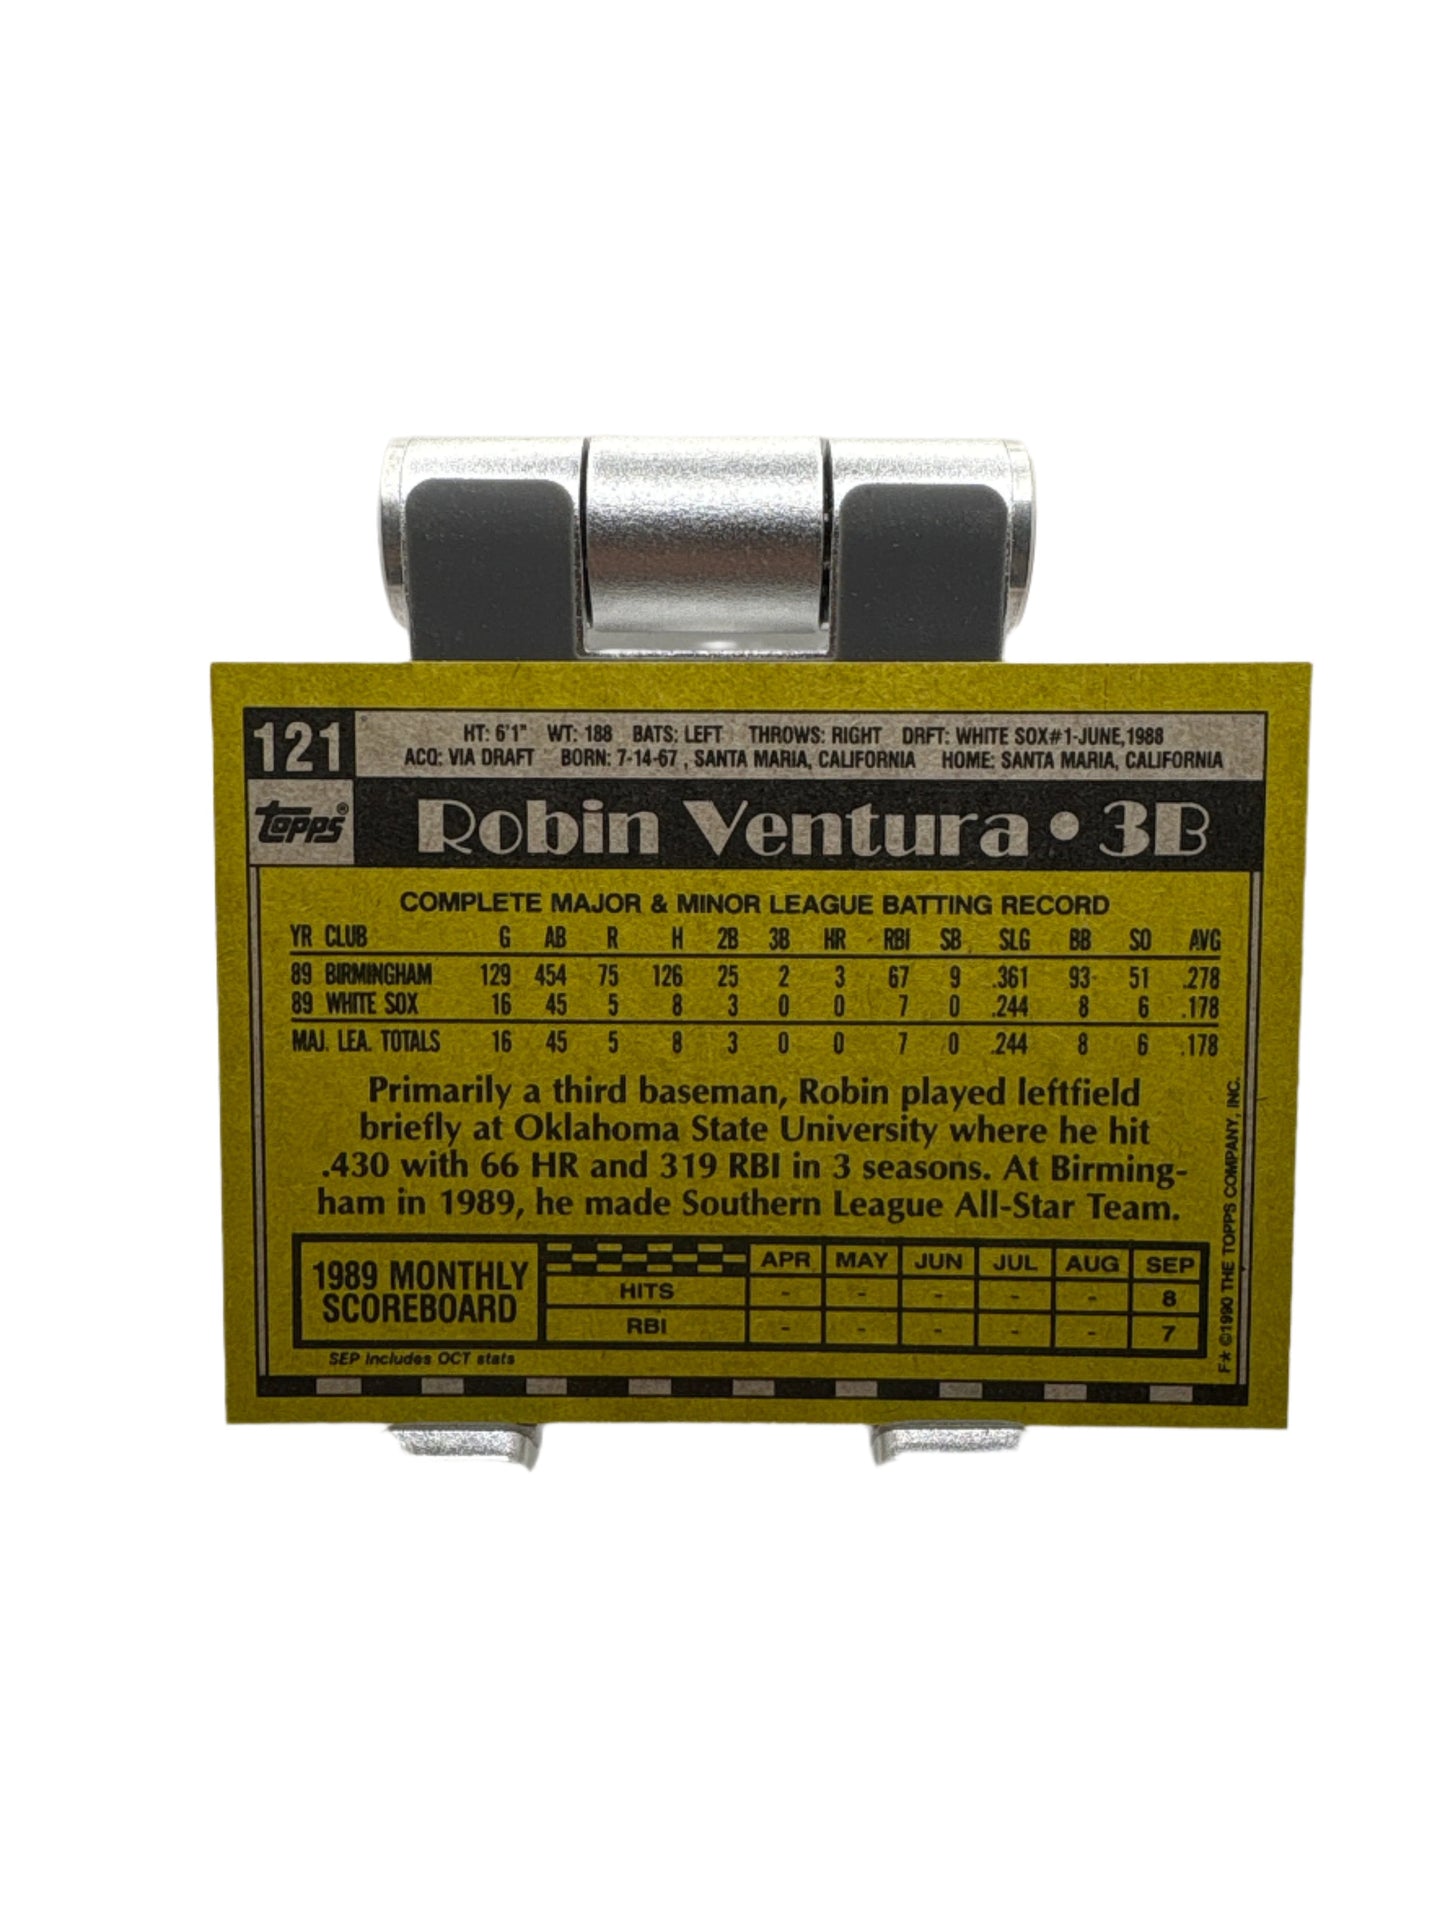 121
HT: 6'1" WT: 188 BATS: LEFT THROWS: RIGHT DRFT: WHITE SOX#1-JUNE, 1988
ACQ: VIA DRAFT BORN: 7-14-67 , SANTA MARIA, CALIFORNIA HOME: SANTA MARIA, CALIFORNIA
Topps®
Robin Ventura • 3B
COMPLETE MAJOR & MINOR LEAGUE BATTING RECORD
YR CLUB G AB R H 2B 3B HR RBI SB SLG BB SO AVG
89 BIRMINGHAM 129 454 75 126 25 2 3 67 9 .361 93 51 .278
89 WHITE SOX 16 45 5 8 3 0 0 7 0 .244 8 6 .178
MAJ. LEA. TOTALS 16 45 5 8 3 0 0 7 0 .244 8 6 .178
Primarily a third baseman, Robin played leftfield
briefly at Oklahoma State University where he hit
.430 with 66 HR and 319 RBI in 3 seasons. At Birming-
ham in 1989, he made Southern League All-Star Team.
1989 MONTHLY
SCOREBOARD
APR MAY JUN JUL AUG SEP
HITS - - - - - 8
RBI - - - - - 7
SEP includes OCT stats
F★ ©1990 THE TOPPS COMPANY, INC.